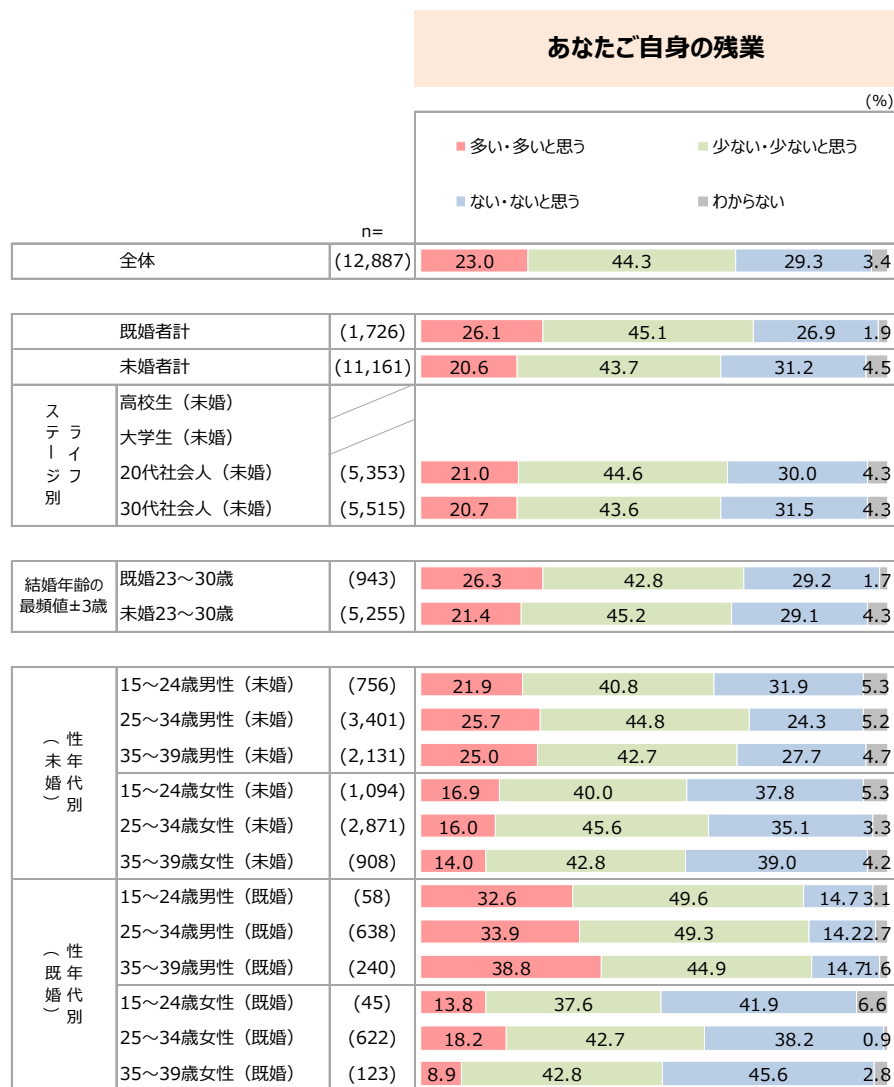 あなたご自身の残業
(%)
多い・多いと思う 少ない・少ないと思う
ない・ないと思う わからない
n=
全体 (12,887) 23.0 44.3 29.3 3.4
既婚者計 (1,726) 26.1 45.1 26.9 1.9
未婚者計 (11,161) 20.6 43.7 31.2 4.5
ライフステージ別
高校生（未婚）
大学生（未婚）
20代社会人（未婚） (5,353) 21.0 44.6 30.0 4.3
30代社会人（未婚） (5,515) 20.7 43.6 31.5 4.3
結婚年齢の
最頻値±3歳
既婚23～30歳 (943) 26.3 42.8 29.2 1.7
未婚23～30歳 (5,255) 21.4 45.2 29.1 4.3
性年代別
（未婚）
15～24歳男性（未婚） (756) 21.9 40.8 31.9 5.3
25～34歳男性（未婚） (3,401) 25.7 44.8 24.3 5.2
35～39歳男性（未婚） (2,131) 25.0 42.7 27.7 4.7
15～24歳女性（未婚） (1,094) 16.9 40.0 37.8 5.3
25～34歳女性（未婚） (2,871) 16.0 45.6 35.1 3.3
35～39歳女性（未婚） (908) 14.0 42.8 39.0 4.2
性年代別
（既婚）
15～24歳男性（既婚） (58) 32.6 49.6 14.7 3.1
25～34歳男性（既婚） (638) 33.9 49.3 14.2 2.7
35～39歳男性（既婚） (240) 38.8 44.9 14.7 1.6
15～24歳女性（既婚） (45) 13.8 37.6 41.9 6.6
25～34歳女性（既婚） (622) 18.2 42.7 38.2 0.9
35～39歳女性（既婚） (123) 8.9 42.8 45.6 2.8